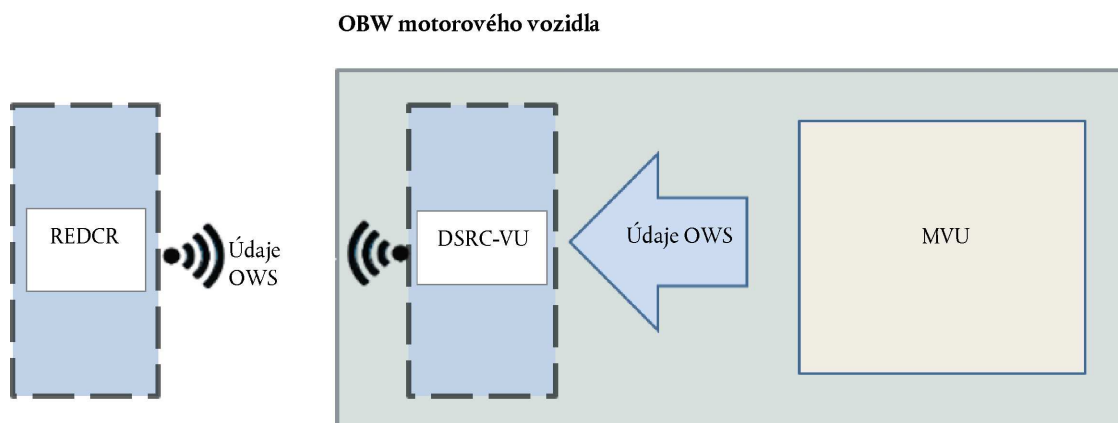 OBW motorového vozidla
REDCR
Údaje
OWS
DSRC-VU
Údaje OWS
MVU